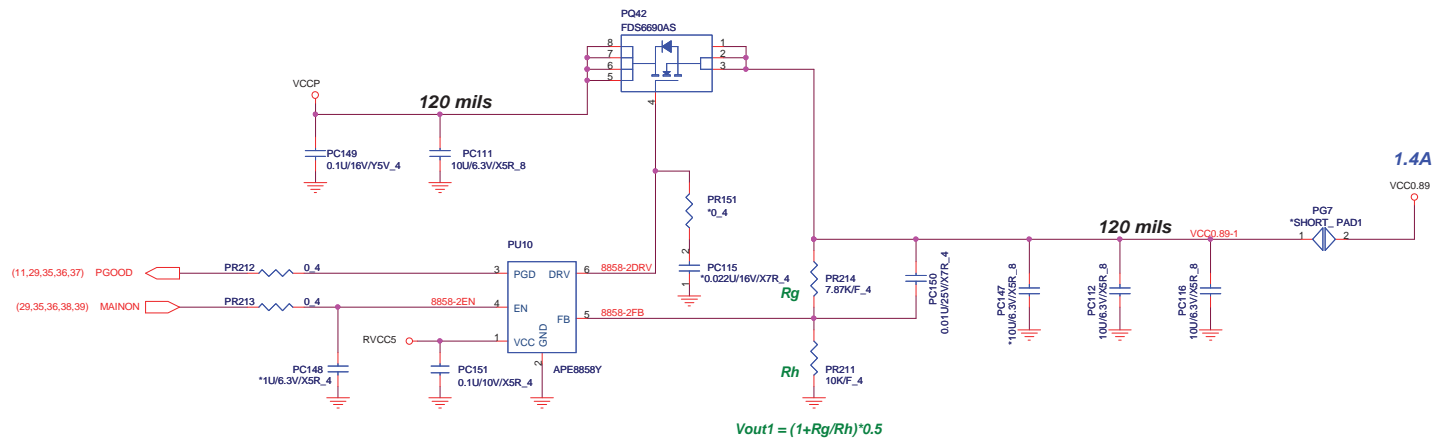 PQ42
FDS6690AS
8
7
6
5
1
2
3
4
VCCP
120 mils
PC149
0.1U/16V/Y5V_4
PC111
10U/6.3V/X5R_8
PR151
*0_4
2
1
PC115
*0.022U/16V/X7R_4
1.4A
VCC0.89
PG7
*SHORT_ PAD1
1
2
120 mils
VCC0.89-1
PU10
(11,29,35,36,37) PGOOD
PR212
0_4
3
PGD
DRV
6
8858-2DRV
(29,35,36,38,39) MAINON
PR213
0_4
8858-2EN
4
EN
FB
5
8858-2FB
RVCC5
1
VCC
GND
2
APE8858Y
PC148
*1U/6.3V/X5R_4
PC151
0.1U/10V/X5R_4
Rg
PR214
7.87K/F_4
PC150
0.01U/25V/X7R_4
PC147
*10U/6.3V/X5R_8
PC112
10U/6.3V/X5R_8
PC116
10U/6.3V/X5R_8
Rh
PR211
10K/F_4
Vout1 = (1+Rg/Rh)*0.5